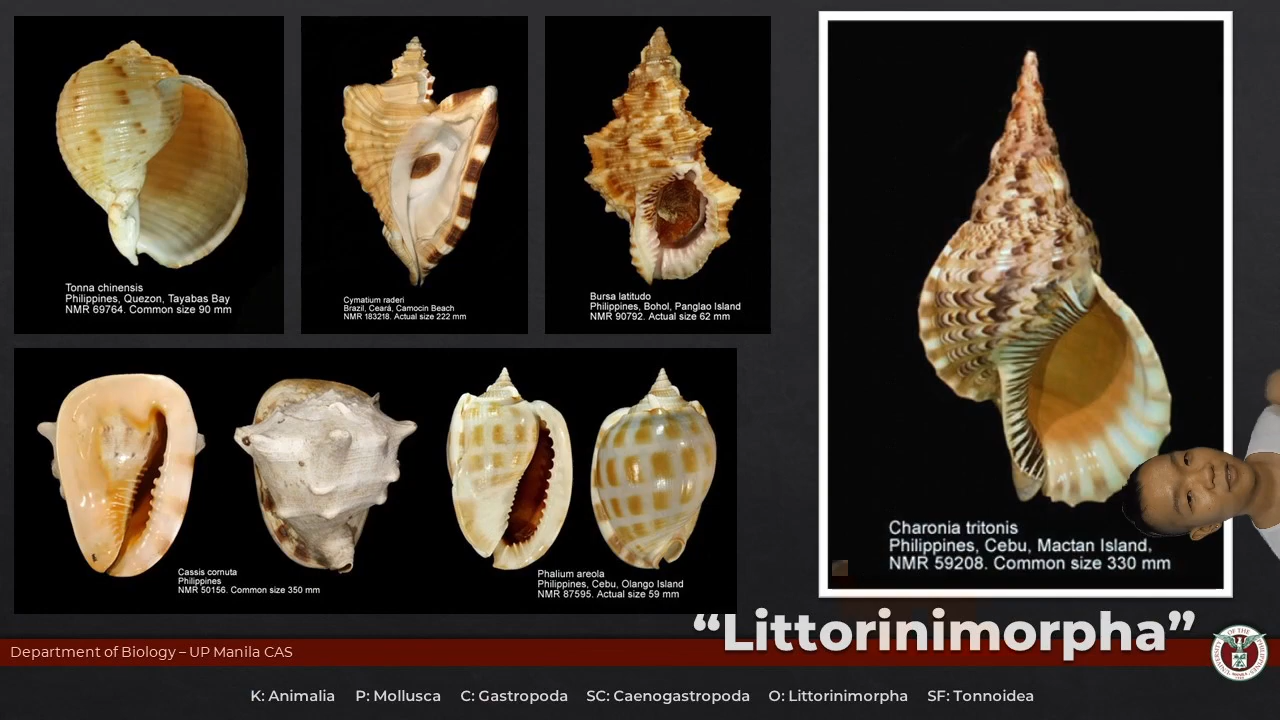 Tonna chinensis
Philippines, Quezon, Tayabas Bay
NMR 69764. Common size 90 mm
Cymatium raderi
Brazil, Ceará, Camocin Beach
NMR 183218. Actual size 222 mm
Bursa latitudo
Philippines, Bohol, Panglao Island
NMR 90792. Actual size 62 mm
Charonia tritonis
Philippines, Cebu, Mactan Island,
NMR 59208. Common size 330 mm
Cassis cornuta
Philippines
NMR 50156. Common size 350 mm
Phalium areola
Philippines, Cebu, Olango Island
NMR 87595. Actual size 59 mm
“Littorinimorpha”
Department of Biology – UP Manila CAS
K: Animalia P: Mollusca C: Gastropoda SC: Caenogastropoda O: Littorinimorpha SF: Tonnoidea